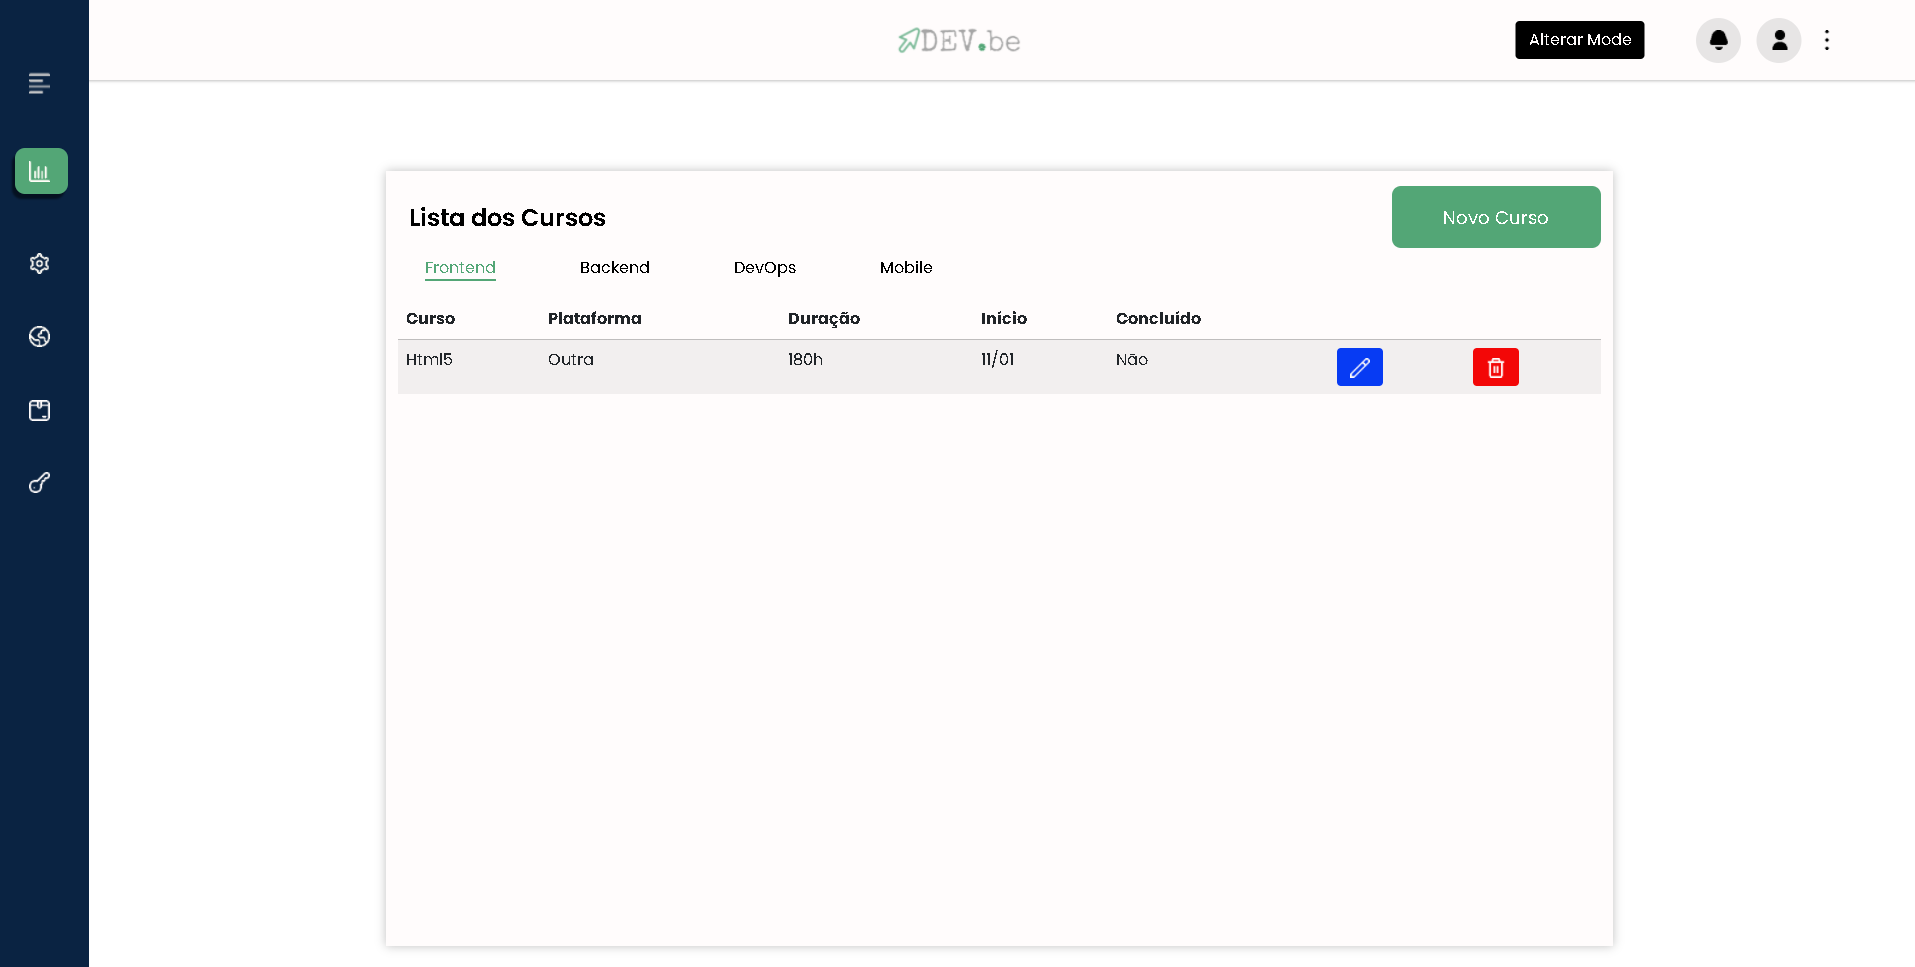 DEV.be
Alterar Mode
Lista dos Cursos
Novo Curso
Frontend Backend DevOps Mobile
Curso Plataforma Duração Início Concluído
Html5 Outra 180h 11/01 Não